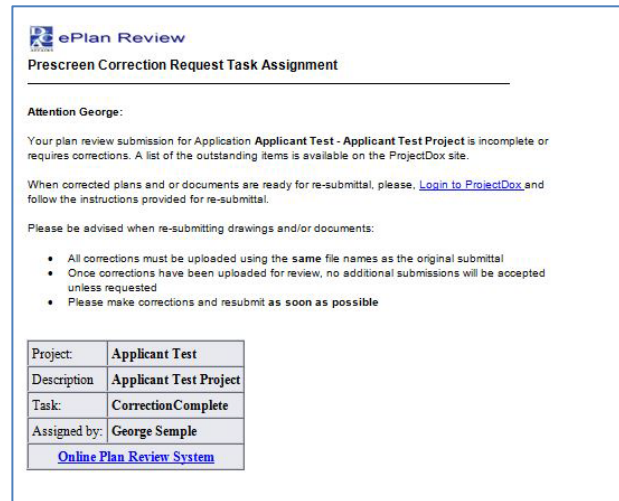 ePlan Review
Prescreen Correction Request Task Assignment
Attention George:
Your plan review submission for Application Applicant Test - Applicant Test Project is incomplete or
requires corrections. A list of the outstanding items is available on the ProjectDox site.
When corrected plans and or documents are ready for re-submittal, please, Login to ProjectDox and
follow the instructions provided for re-submittal.
Please be advised when re-submitting drawings and/or documents:
• All corrections must be uploaded using the same file names as the original submittal
• Once corrections have been uploaded for review, no additional submissions will be accepted
unless requested
• Please make corrections and resubmit as soon as possible
Project: Applicant Test
Description Applicant Test Project
Task: CorrectionComplete
Assigned by: George Semple
Online Plan Review System